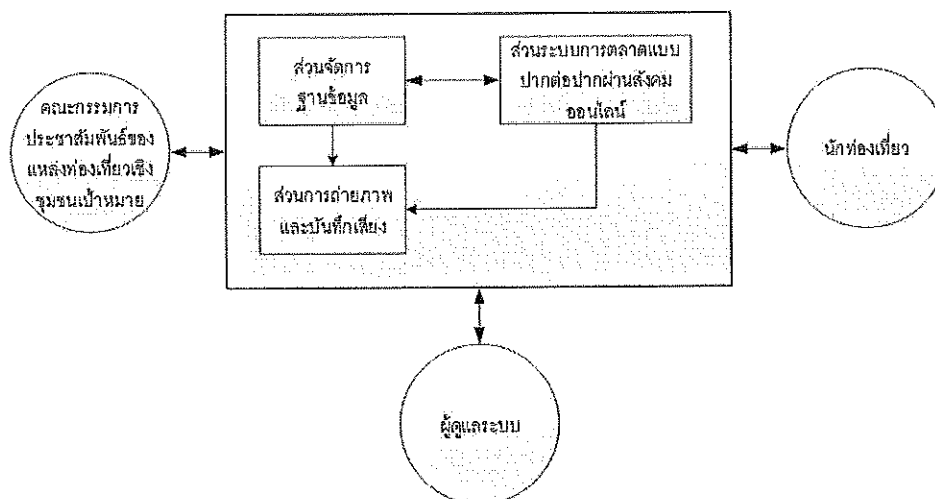 คณะกรรมการ
ประชาสัมพันธ์ของ
แหล่งท่องเที่ยวเชิง
ชุมชนเป้าหมาย
ส่วนจัดการ
ฐานข้อมูล
ส่วนระบบการตลาดแบบ
ปากต่อปากผ่านสังคม
ออนไลน์
ส่วนการถ่ายภาพ
และบันทึกเสียง
นักท่องเที่ยว
ผู้ดูแลระบบ